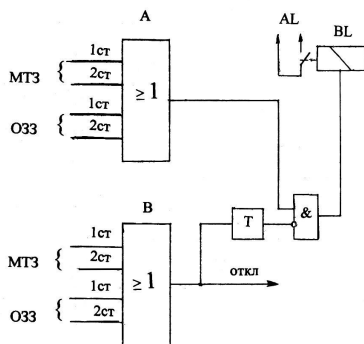 A
AL
BL
1ст
МТЗ { 2ст
≥ 1
1ст
ОЗЗ { 2ст
B
T
&
1ст
МТЗ { 2ст
≥ 1
откл
1ст
ОЗЗ { 2ст